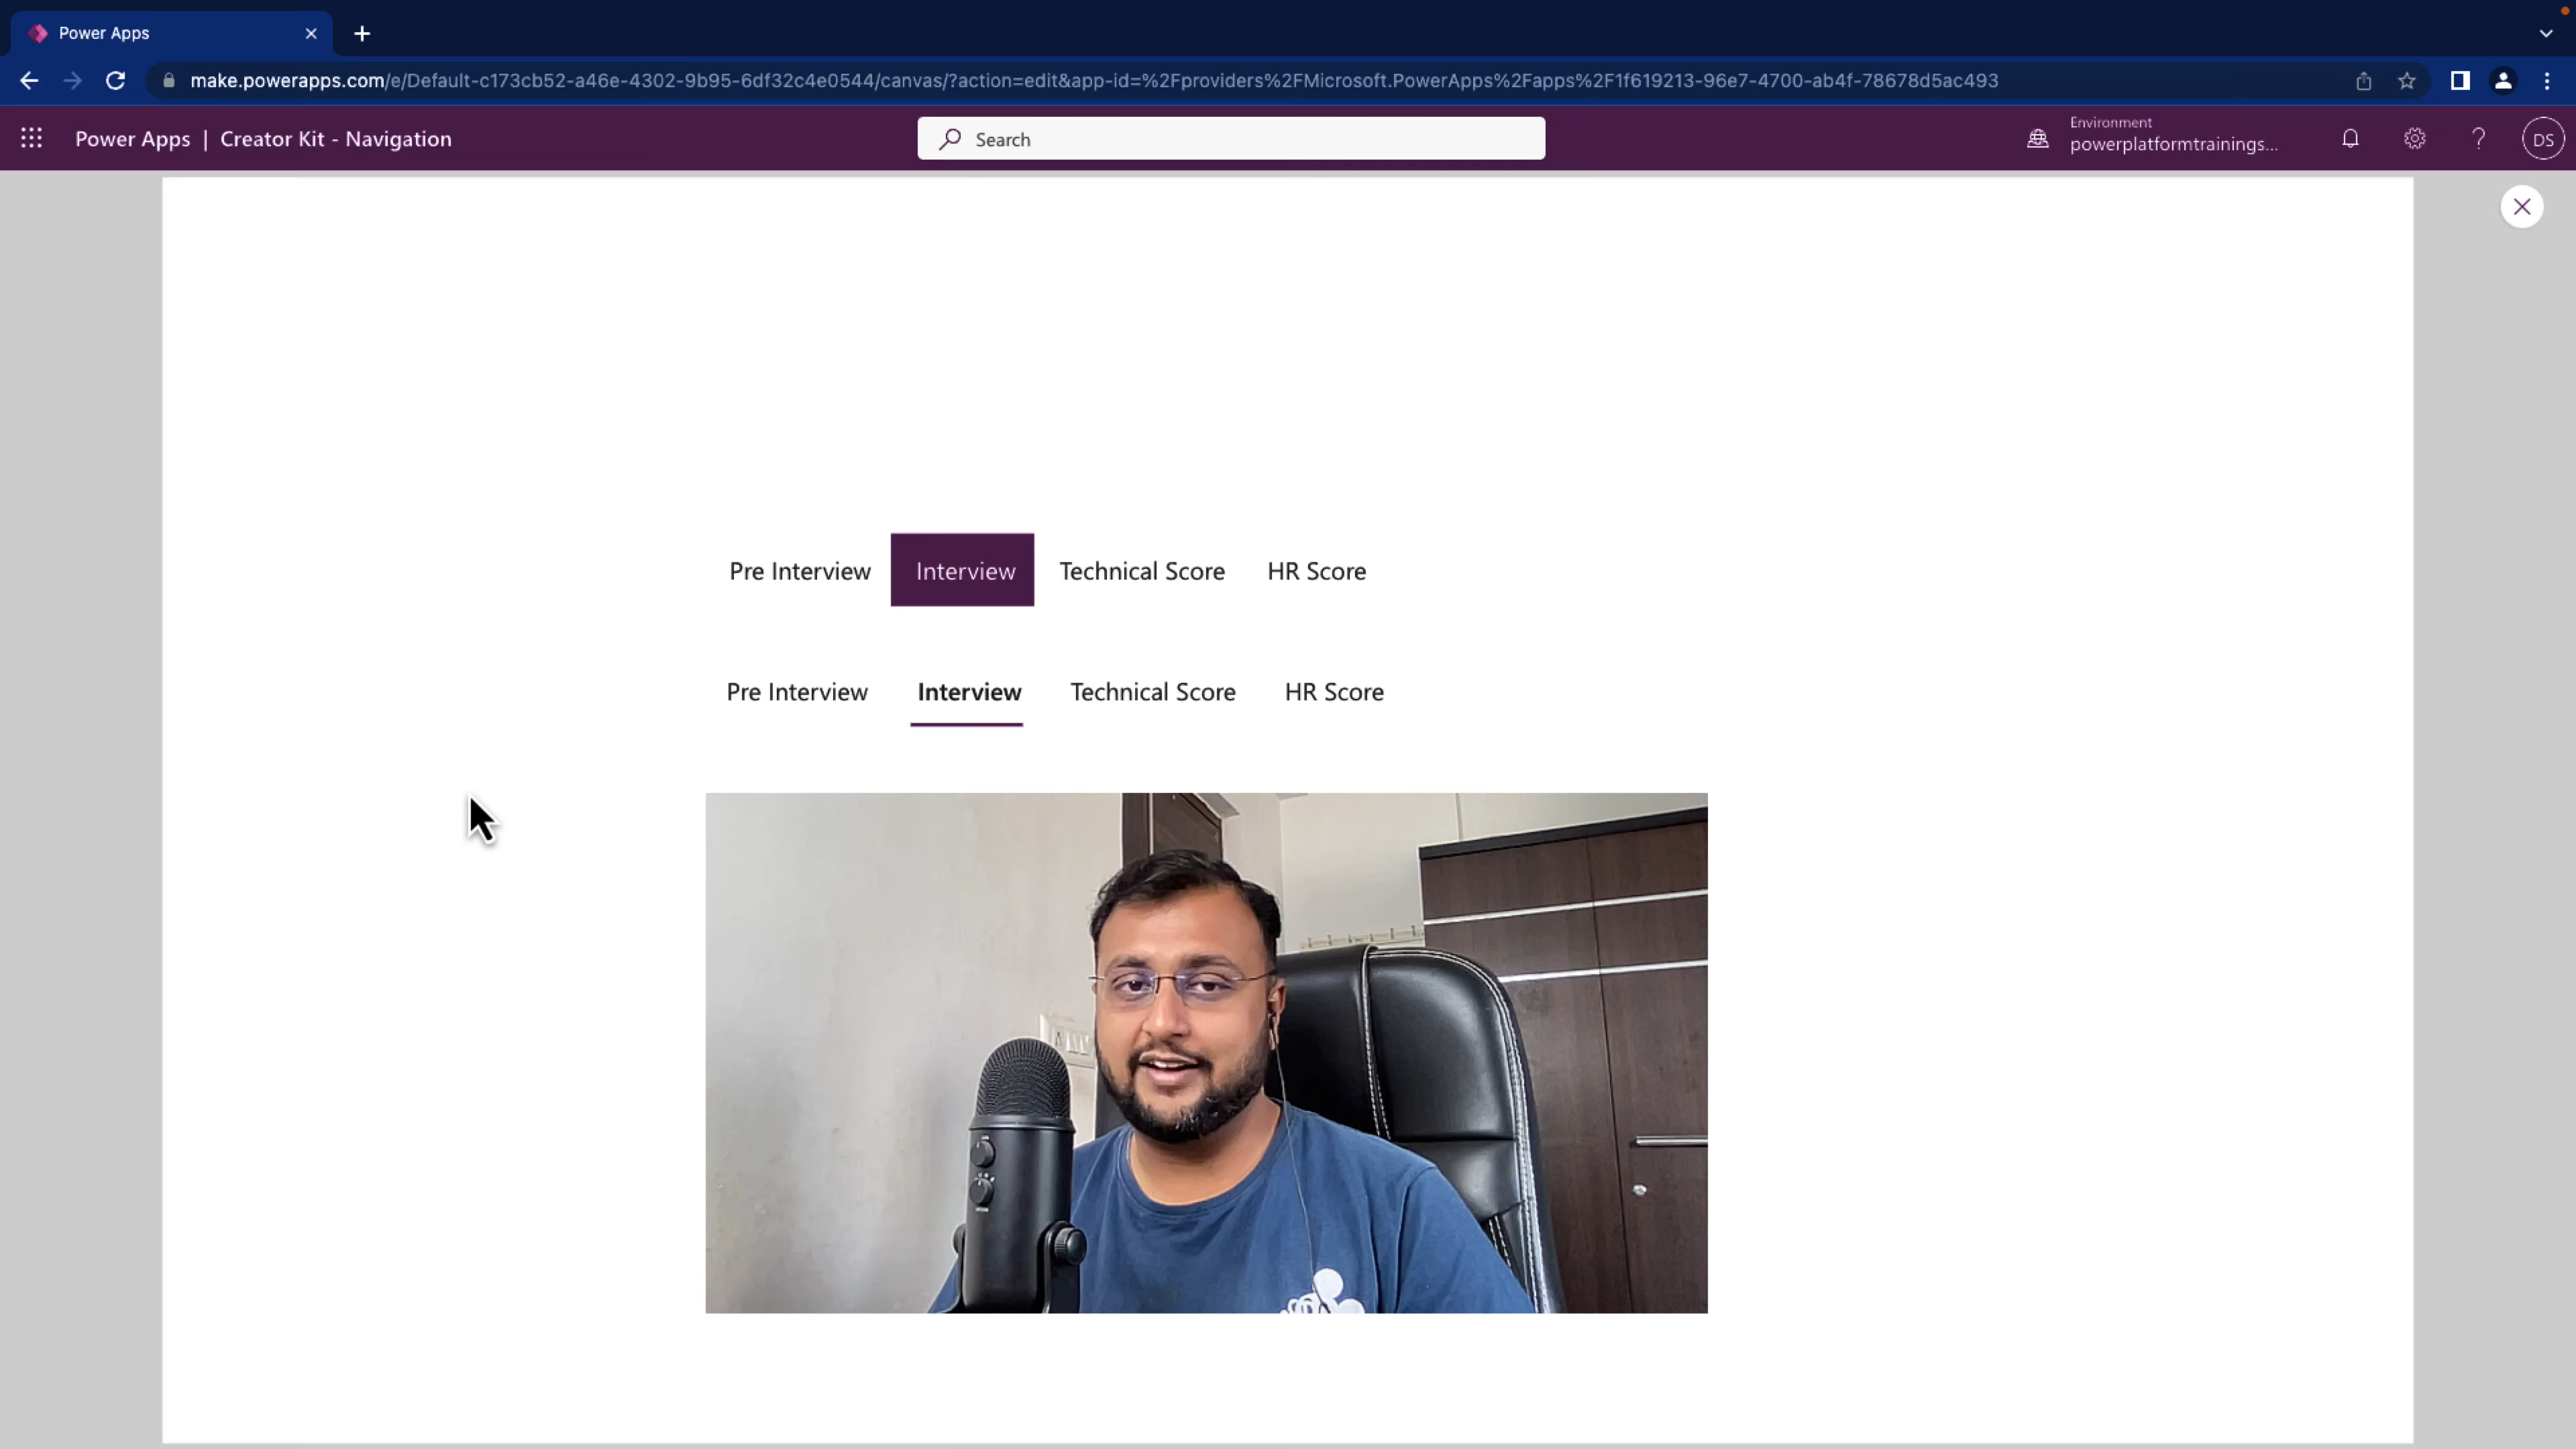 Power Apps
make.powerapps.com/e/Default-c173cb52-a46e-4302-9b95-6df32c4e0544/canvas/?action=edit&app-id=%2Fproviders%2FMicrosoft.PowerApps%2Fapps%2F1f619213-96e7-4700-ab4f-78678d5ac493
Power Apps | Creator Kit - Navigation
Search
Environment
powerplatformtrainings...
DS
Pre Interview Interview Technical Score HR Score
Pre Interview Interview Technical Score HR Score